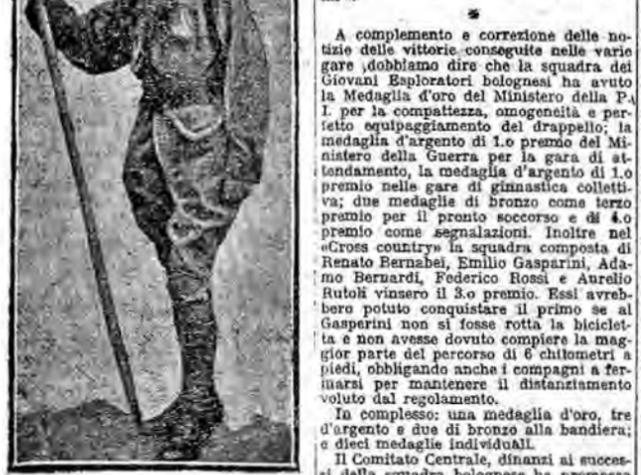 A complemento e correzione delle no-
tizie delle vittorie conseguite nelle varie
gare ,dobbiamo dire che la squadra dei
Giovani Esploratori bolognesi ha avuto
la Medaglia d'oro del Ministero della P.
I. per la compattezza, omogeneità e per-
fetto equipaggiamento del drappello; la
medaglia d'argento di 1.o premio del Mi-
nistero della Guerra per la gara di at-
tendamento, la medaglia d'argento di 1.o
premio nelle gare di ginnastica colletti-
va; due medaglie di bronzo come terzo
premio per il pronto soccorso e di 4.o
premio come segnalazioni. Inoltre nel
«Cross country» la squadra composta di
Renato Bernabei, Emilio Gasparini, Ada-
mo Bernardi, Federico Rossi e Aurelio
Rutoli vinsero il 3.o premio. Essi avreb-
bero potuto conquistare il primo se al
Gasperini non si fosse rotta la biciclet-
ta e non avesse dovuto compiere la mag-
gior parte del percorso di 6 chilometri a
piedi, obbligando anche i compagni a fer-
marsi per mantenere il distanziamento
voluto dal regolamento.
In complesso: una medaglia d'oro, tre
d'argento e due di bronzo alla bandiera;
e dieci medaglie individuali.
Il Comitato Centrale, dinanzi ai succes-
si della squadra bolognese ha